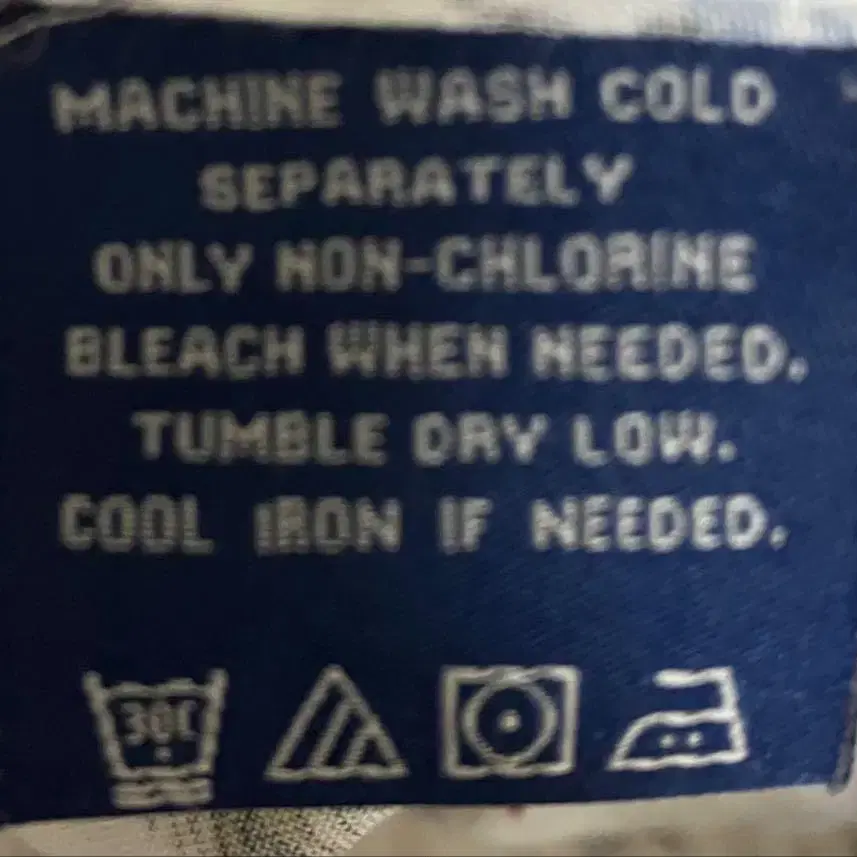 MACHINE WASH COLD
SEPARATELY
ONLY NON-CHLORINE
BLEACH WHEN NEEDED.
TUMBLE DRY LOW.
COOL IRON IF NEEDED.
30C